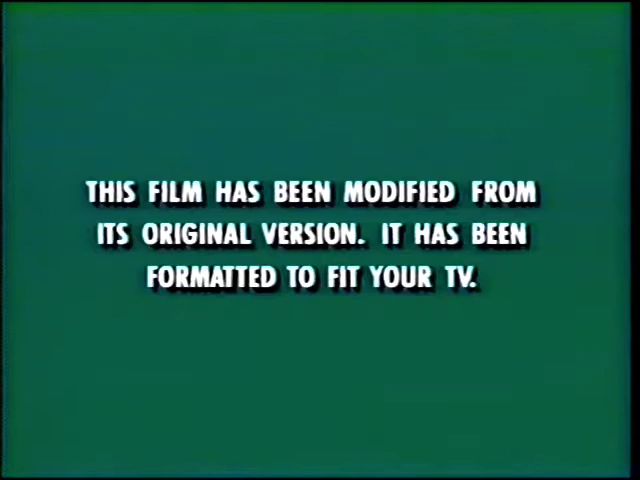 THIS FILM HAS BEEN MODIFIED FROM
ITS ORIGINAL VERSION. IT HAS BEEN
FORMATTED TO FIT YOUR TV.